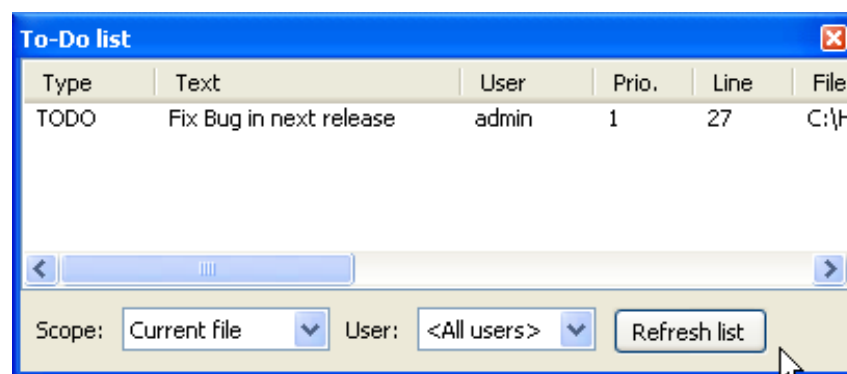 To-Do list
Type Text User Prio. Line File
TODO Fix Bug in next release admin 1 27 C:\H
Scope: Current file User: <All users> Refresh list